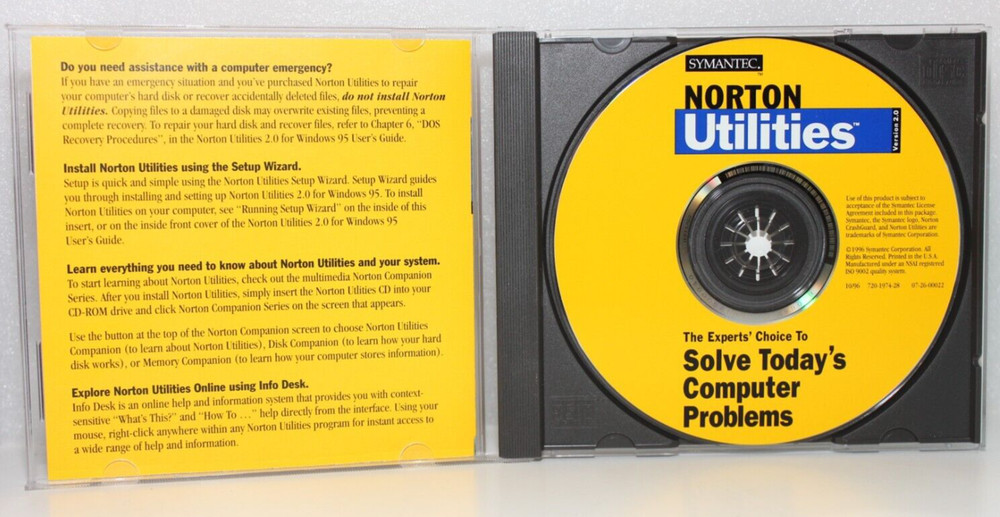 Do you need assistance with a computer emergency?
If you have an emergency situation and you've purchased Norton Utilities to repair
your computer's hard disk or recover accidentally deleted files, do not install Norton
Utilities. Copying files to a damaged disk may overwrite existing files, preventing a
complete recovery. To repair your hard disk and recover files, refer to Chapter 6, "DOS
Recovery Procedures", in the Norton Utilities 2.0 for Windows 95 User's Guide.
Install Norton Utilities using the Setup Wizard.
Setup is quick and simple using the Norton Utilities Setup Wizard. Setup Wizard guides
you through installing and setting up Norton Utilities 2.0 for Windows 95. To install
Norton Utilities on your computer, see "Running Setup Wizard" on the inside of this
insert, or on the inside front cover of the Norton Utilities 2.0 for Windows 95
User's Guide.
Learn everything you need to know about Norton Utilities and your system.
To start learning about Norton Utilities, check out the multimedia Norton Companion
Series. After you install Norton Utilities, simply insert the Norton Utilities CD into your
CD-ROM drive and click Norton Companion Series on the screen that appears.
Use the button at the top of the Norton Companion screen to choose Norton Utilities
Companion (to learn about Norton Utilities), Disk Companion (to learn how your hard
disk works), or Memory Companion (to learn how your computer stores information).
Explore Norton Utilities Online using Info Desk.
Info Desk is an online help and information system that provides you with context-
sensitive "What's This?" and "How To ..." help directly from the interface. Using your
mouse, right-click anywhere within any Norton Utilities program for instant access to
a wide range of help and information.
SYMANTEC.™
NORTON
Utilities™
Version 2.0
Use of this product is subject to
acceptance of the Symantec License
Agreement included in this package.
Symantec, the Symantec logo, Norton
CrashGuard, and Norton Utilities are
trademarks of Symantec Corporation.
©1996 Symantec Corporation. All
Rights Reserved. Printed in the U.S.A.
Manufactured under an NSAI registered
ISO 9002 quality system.
10/96 720-1974-28 07-26-00022
The Experts' Choice To
Solve Today's
Computer
Problems